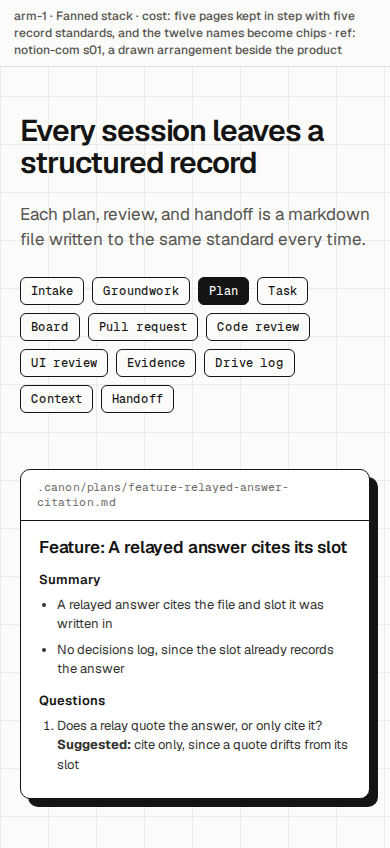 arm-1 · Fanned stack · cost: five pages kept in step with five
record standards, and the twelve names become chips · ref:
notion-com s01, a drawn arrangement beside the product
Every session leaves a
structured record
Each plan, review, and handoff is a markdown
file written to the same standard every time.
Intake Groundwork Plan Task
Board Pull request Code review
UI review Evidence Drive log
Context Handoff
.canon/plans/feature-relayed-answer-
citation.md
Feature: A relayed answer cites its slot
Summary
• A relayed answer cites the file and slot it was
written in
• No decisions log, since the slot already records
the answer
Questions
1. Does a relay quote the answer, or only cite it?
Suggested: cite only, since a quote drifts from its
slot